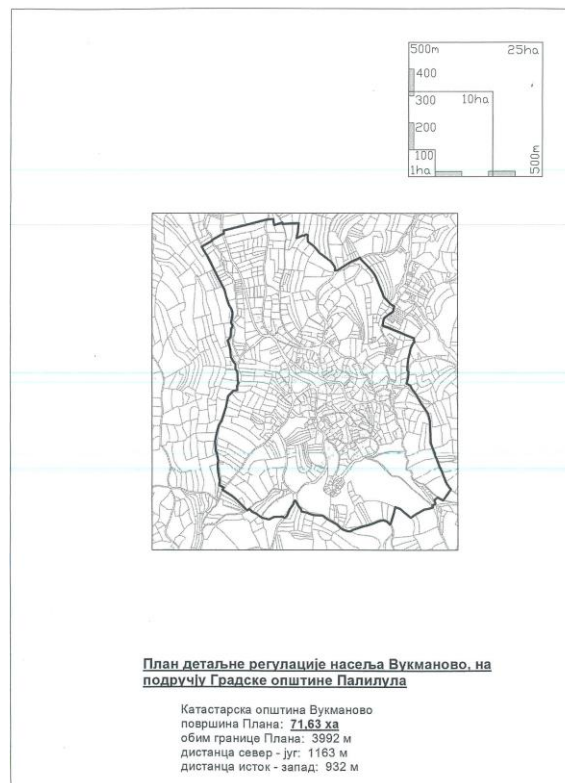 500m 25ha
400
300 10ha
200
100
1ha 500m
План детаљне регулације насеља Вукманово, на
подручју Градске општине Палилула
Катастарска општина Вукманово
површина Плана: 71,63 ха
обим границе Плана: 3992 м
дистанца север - југ: 1163 м
дистанца исток - запад: 932 м